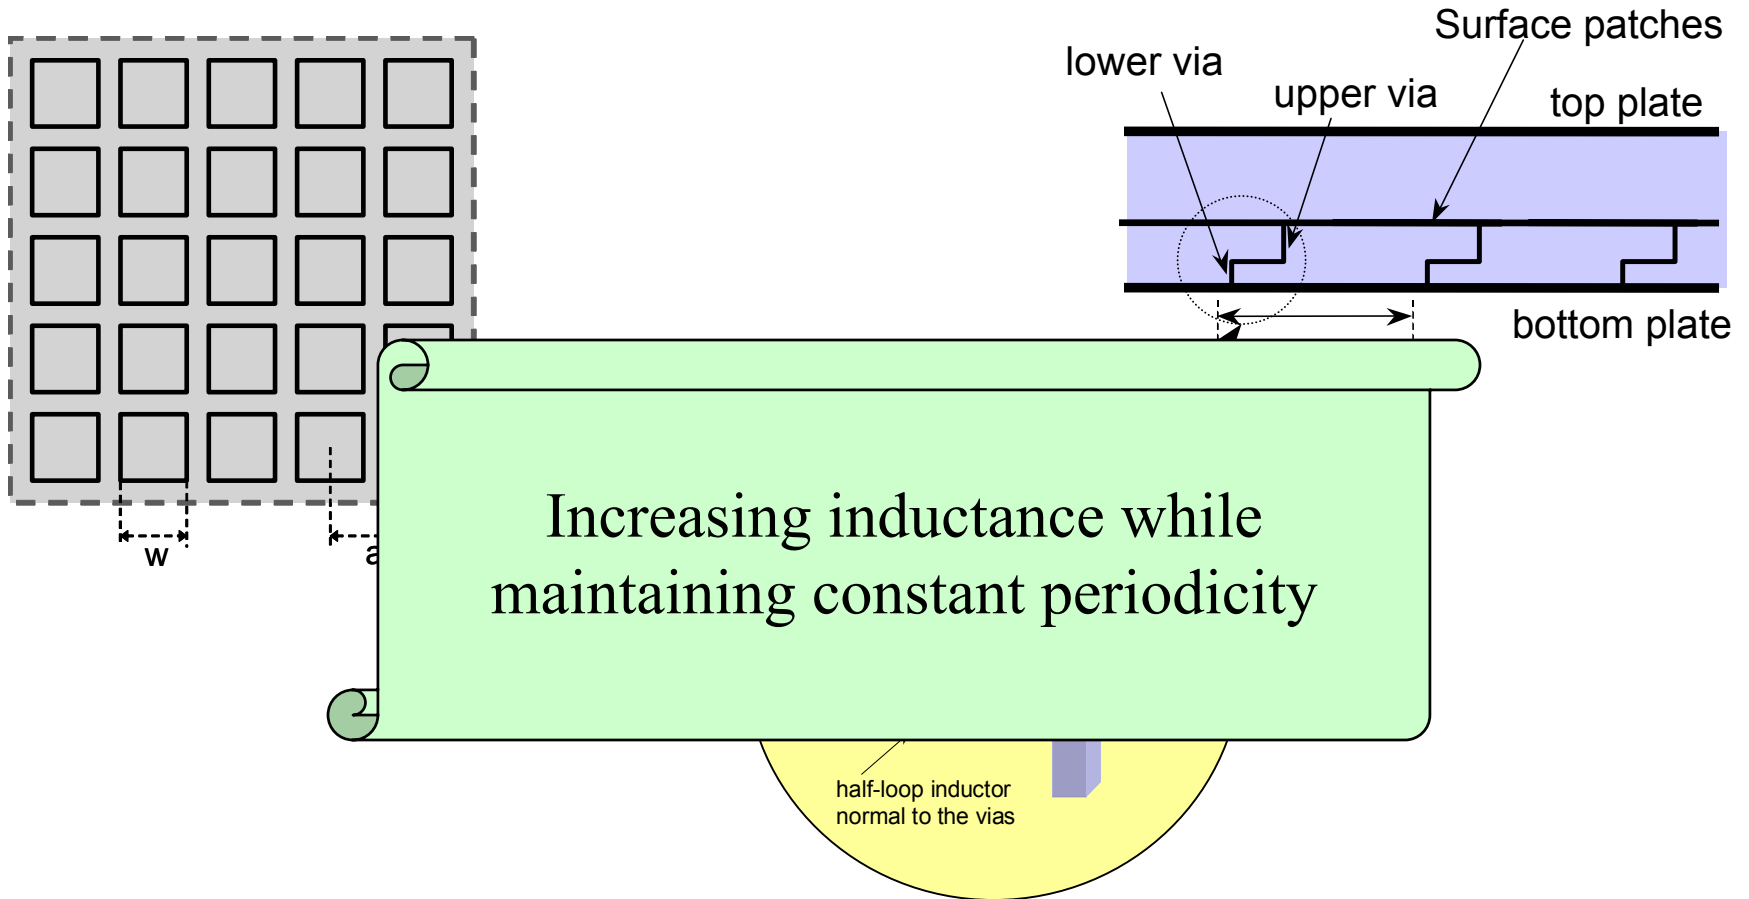 Surface patches
lower via
upper via
top plate
bottom plate
w
a
Increasing inductance while
maintaining constant periodicity
half-loop inductor
normal to the vias